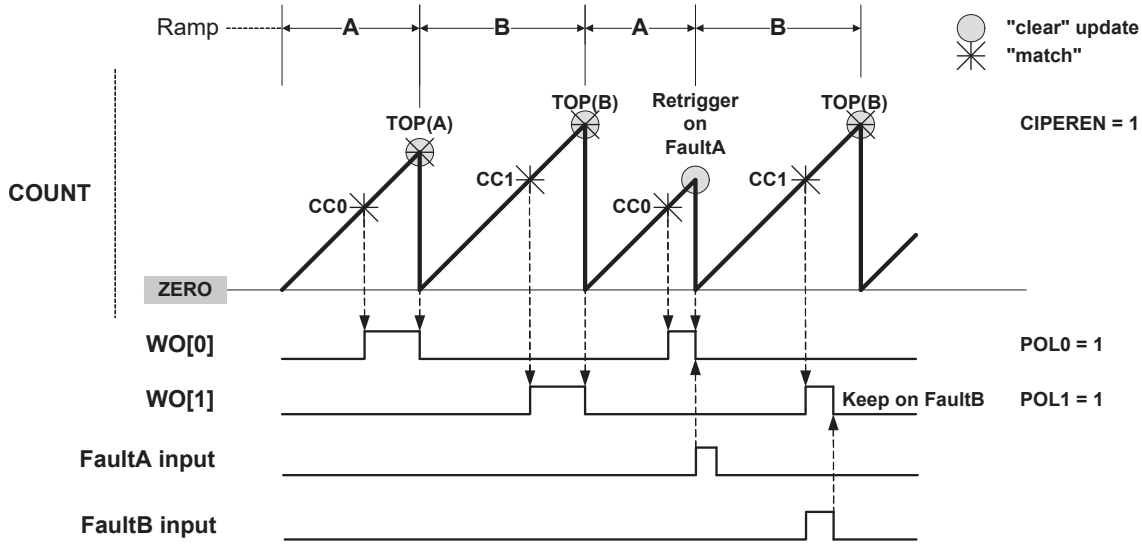 Ramp A B A B
"clear" update
"match"
TOP(A)
TOP(B)
Retrigger
on
FaultA
TOP(B)
CIPEREN = 1
COUNT
CC0
CC1
CC0
CC1
ZERO
WO[0]
POL0 = 1
WO[1]
Keep on FaultB
POL1 = 1
FaultA input
FaultB input